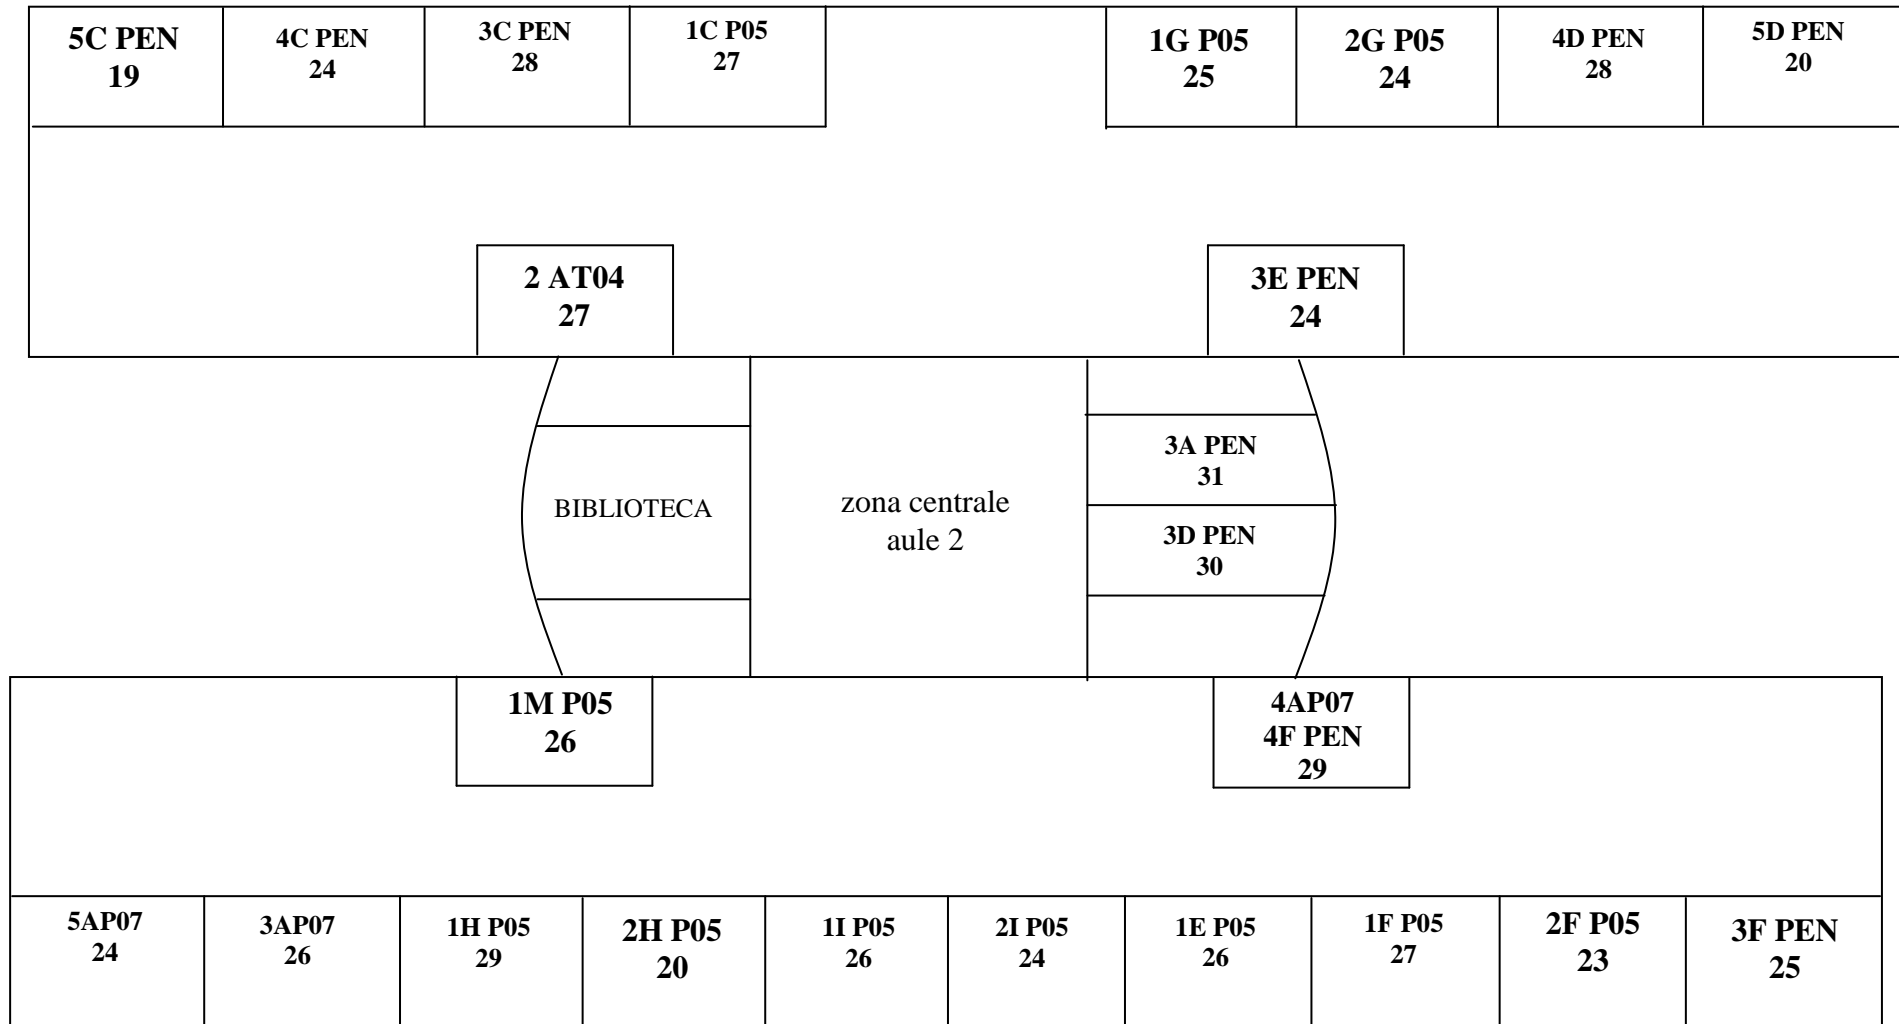 5C PEN
19
4C PEN
24
3C PEN
28
1C P05
27
1G P05
25
2G P05
24
4D PEN
28
5D PEN
20
2 AT04
27
3E PEN
24
BIBLIOTECA
zona centrale
aule 2
3A PEN
31
3D PEN
30
1M P05
26
4AP07
4F PEN
29
5AP07
24
3AP07
26
1H P05
29
2H P05
20
1I P05
26
2I P05
24
1E P05
26
1F P05
27
2F P05
23
3F PEN
25